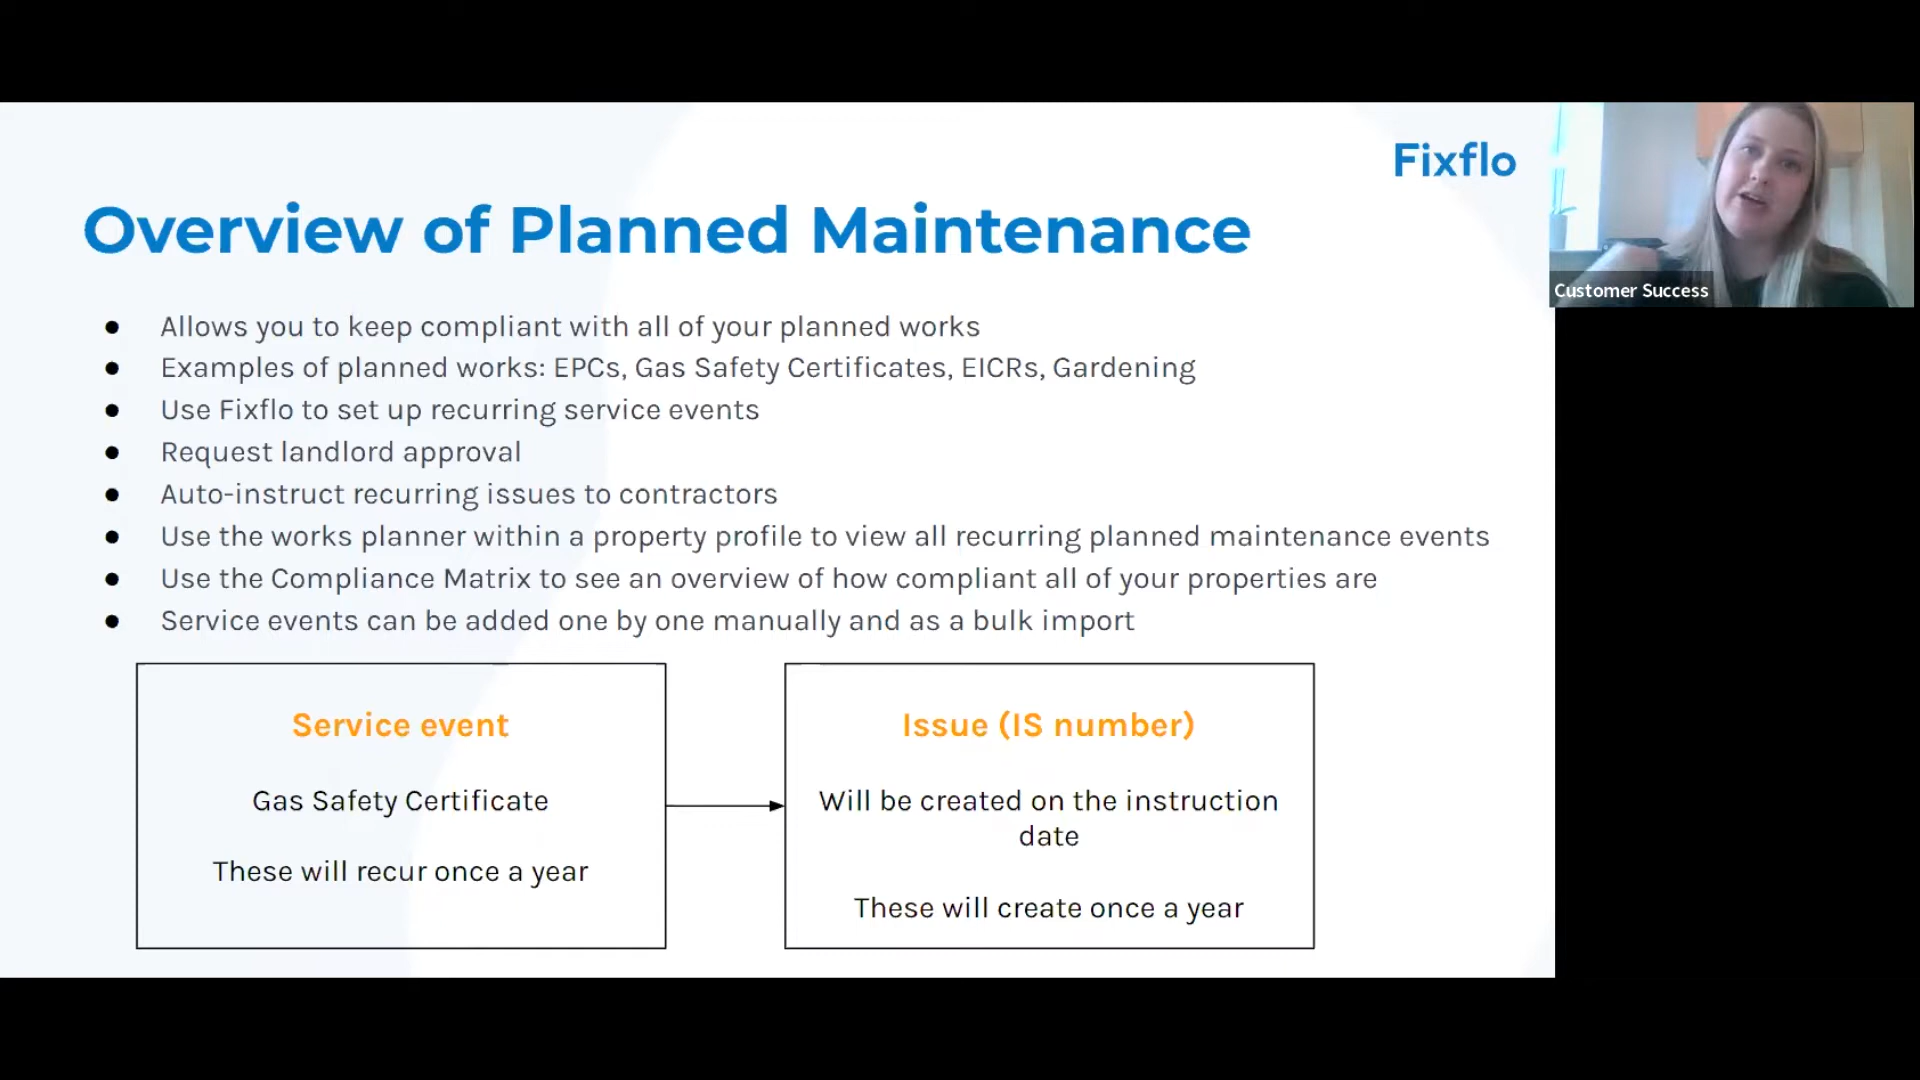 Fixflo
Overview of Planned Maintenance
● Allows you to keep compliant with all of your planned works
● Examples of planned works: EPCs, Gas Safety Certificates, EICRs, Gardening
● Use Fixflo to set up recurring service events
● Request landlord approval
● Auto-instruct recurring issues to contractors
● Use the works planner within a property profile to view all recurring planned maintenance events
● Use the Compliance Matrix to see an overview of how compliant all of your properties are
● Service events can be added one by one manually and as a bulk import
Service event
Gas Safety Certificate
These will recur once a year
Issue (IS number)
Will be created on the instruction
date
These will create once a year
Customer Success